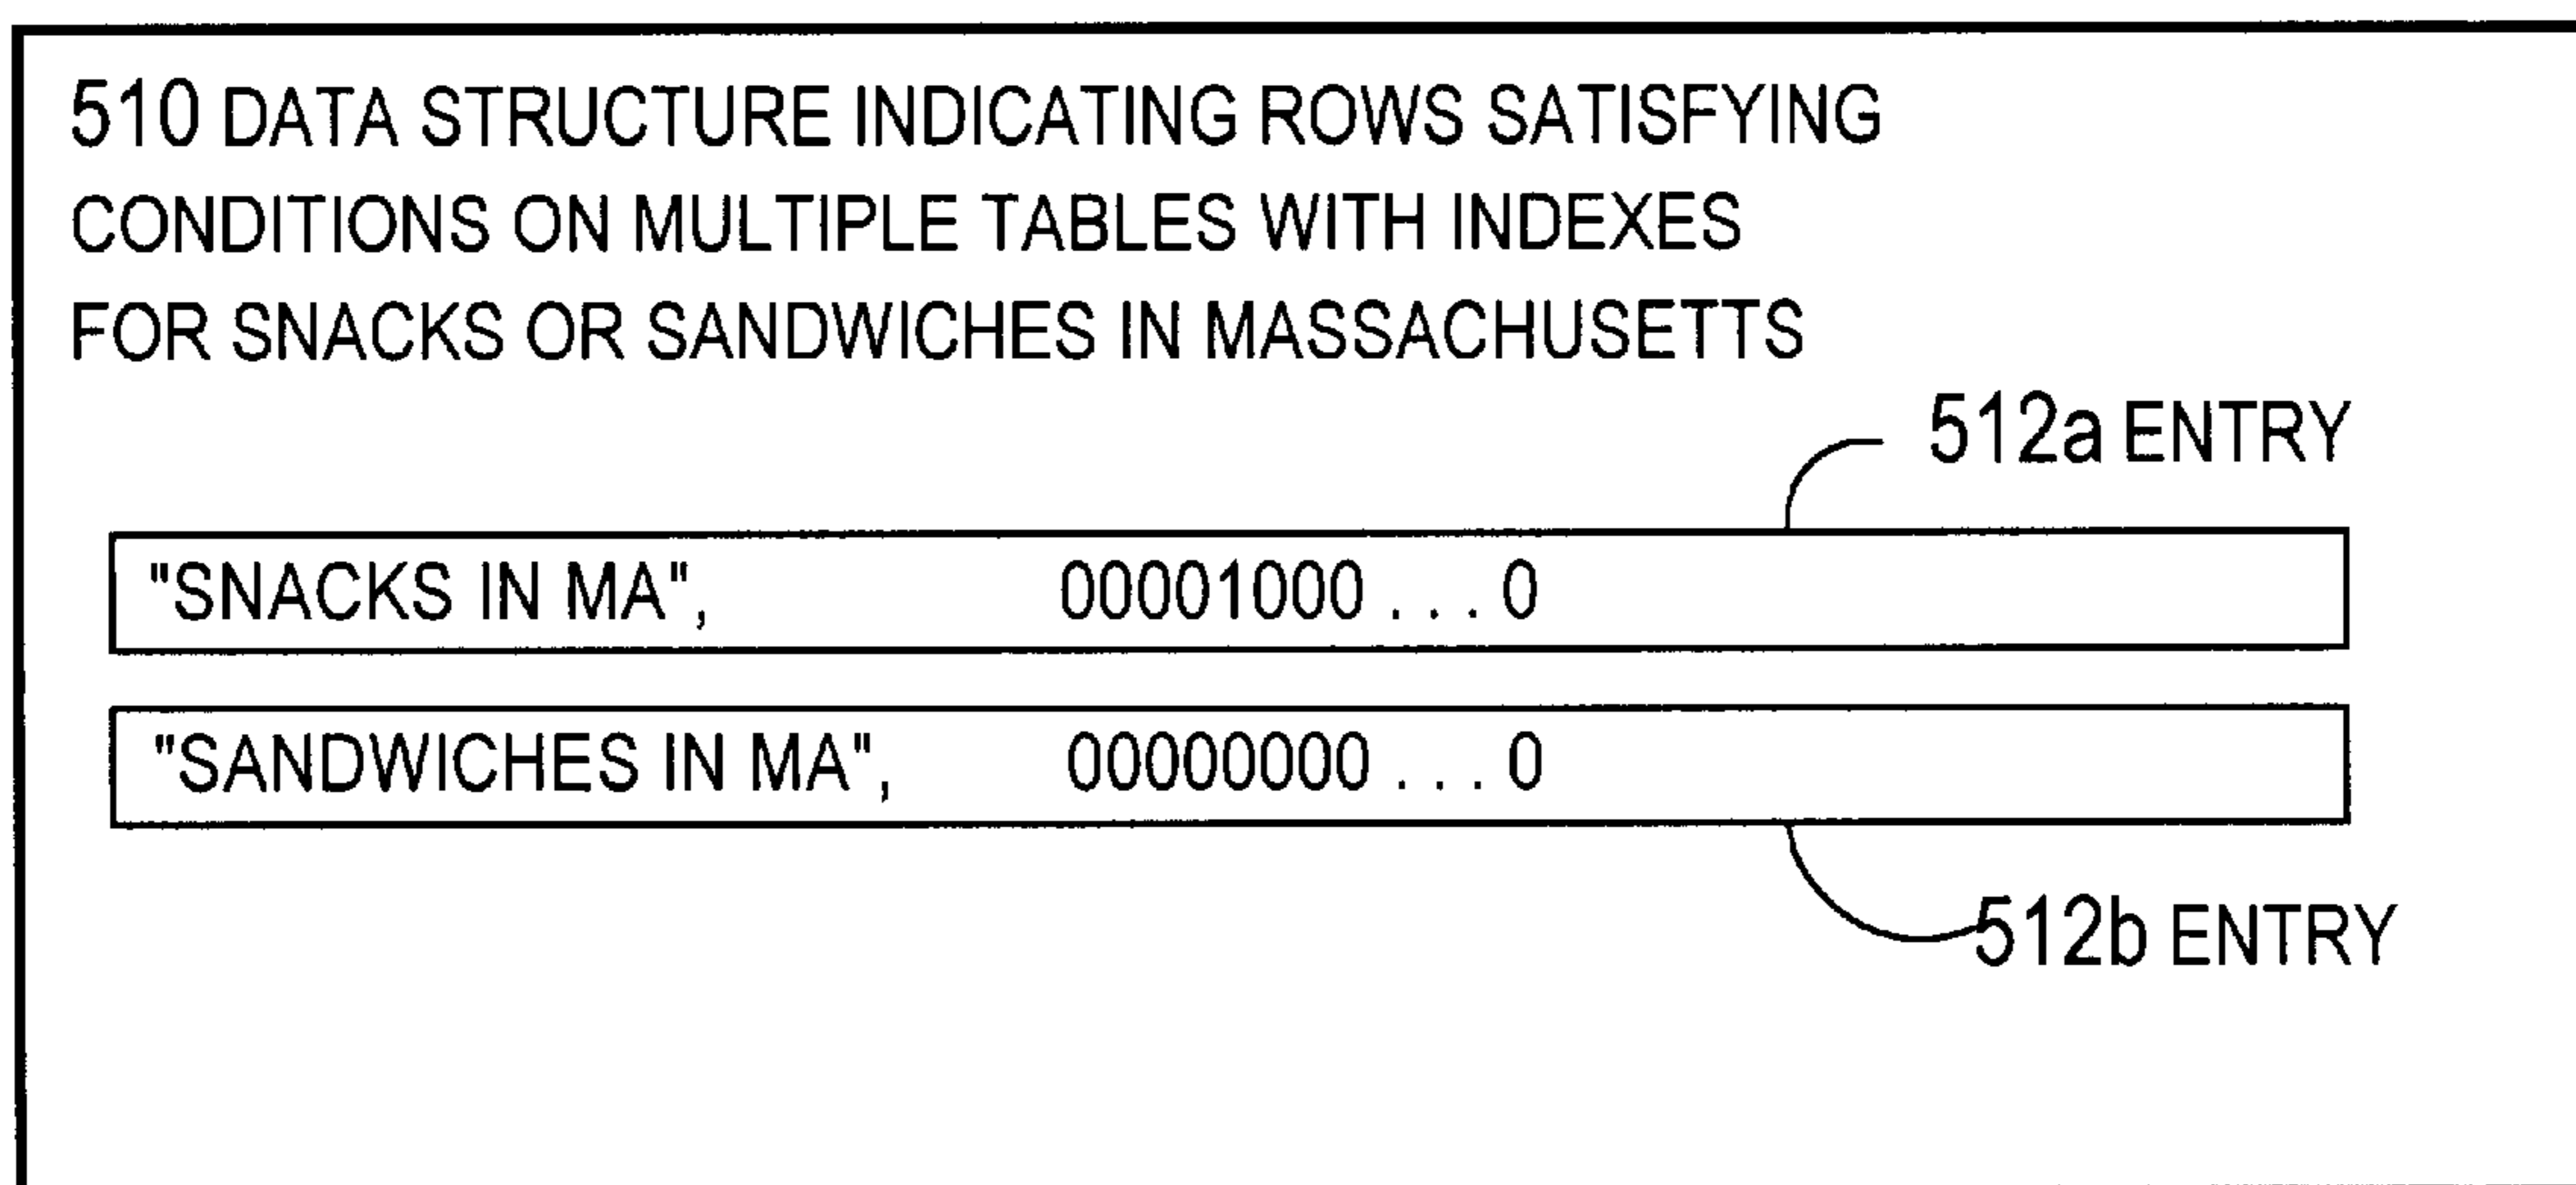 510 DATA STRUCTURE INDICATING ROWS SATISFYING
CONDITIONS ON MULTIPLE TABLES WITH INDEXES
FOR SNACKS OR SANDWICHES IN MASSACHUSETTS
512a ENTRY
"SNACKS IN MA", 00001000 . . . 0
"SANDWICHES IN MA", 00000000 . . . 0
512b ENTRY